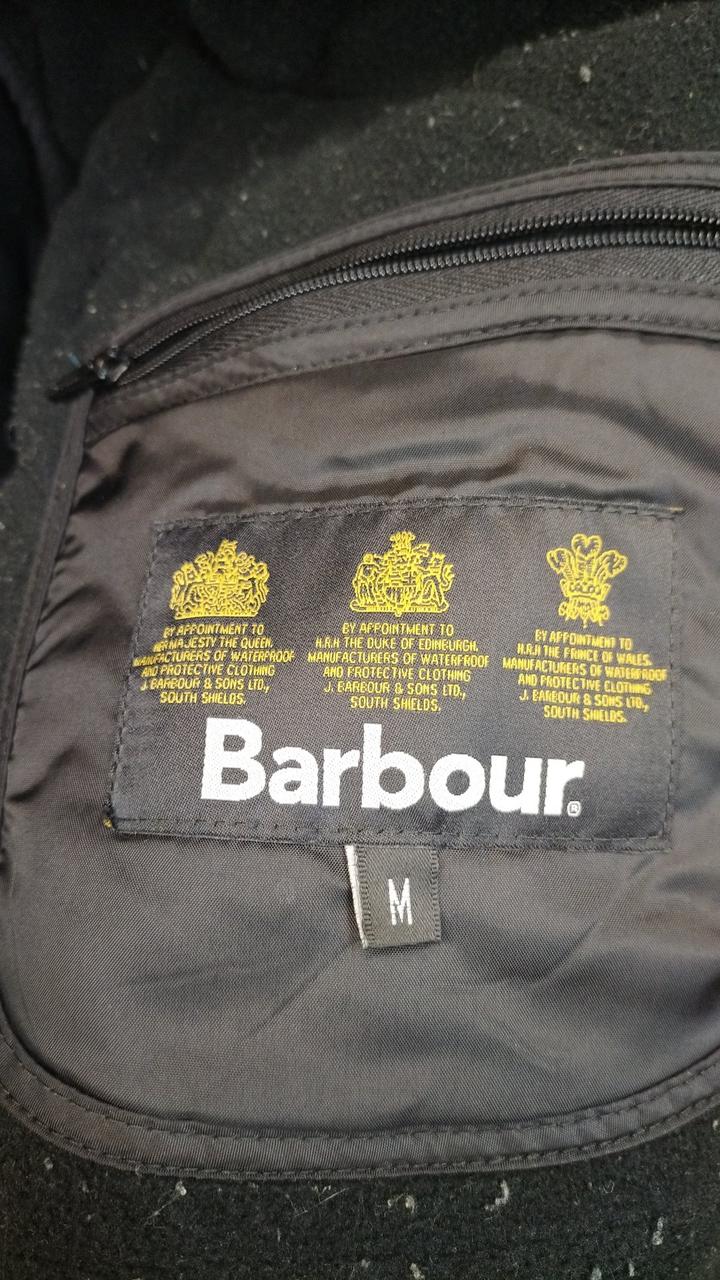 BY APPOINTMENT TO
HER MAJESTY THE QUEEN.
MANUFACTURERS OF WATERPROOF
AND PROTECTIVE CLOTHING
J. BARBOUR & SONS LTD.,
SOUTH SHIELDS.
BY APPOINTMENT TO
H.R.H THE DUKE OF EDINBURGH.
MANUFACTURERS OF WATERPROOF
AND PROTECTIVE CLOTHING
J. BARBOUR & SONS LTD.,
SOUTH SHIELDS.
BY APPOINTMENT TO
H.R.H THE PRINCE OF WALES.
MANUFACTURERS OF WATERPROOF
AND PROTECTIVE CLOTHING
J. BARBOUR & SONS LTD.,
SOUTH SHIELDS.
Barbour®
M